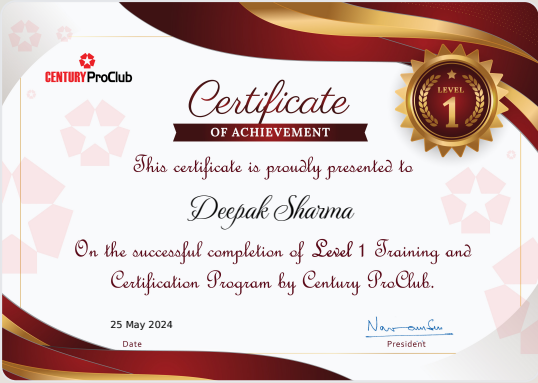 CENTURY ProClub
Certificate
OF ACHIEVEMENT
LEVEL
1
This certificate is proudly presented to
Deepak Sharma
On the successful completion of Level 1 Training and
Certification Program by Century ProClub.
25 May 2024
Date
President